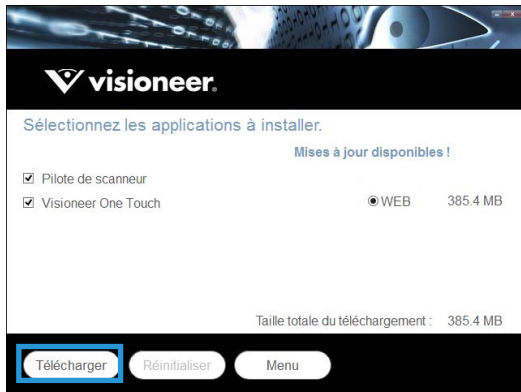 visioneer.
Sélectionnez les applications à installer.
Mises à jour disponibles !
Pilote de scanneur
Visioneer One Touch WEB 385.4 MB
Taille totale du téléchargement : 385.4 MB
Télécharger Réinitialiser Menu